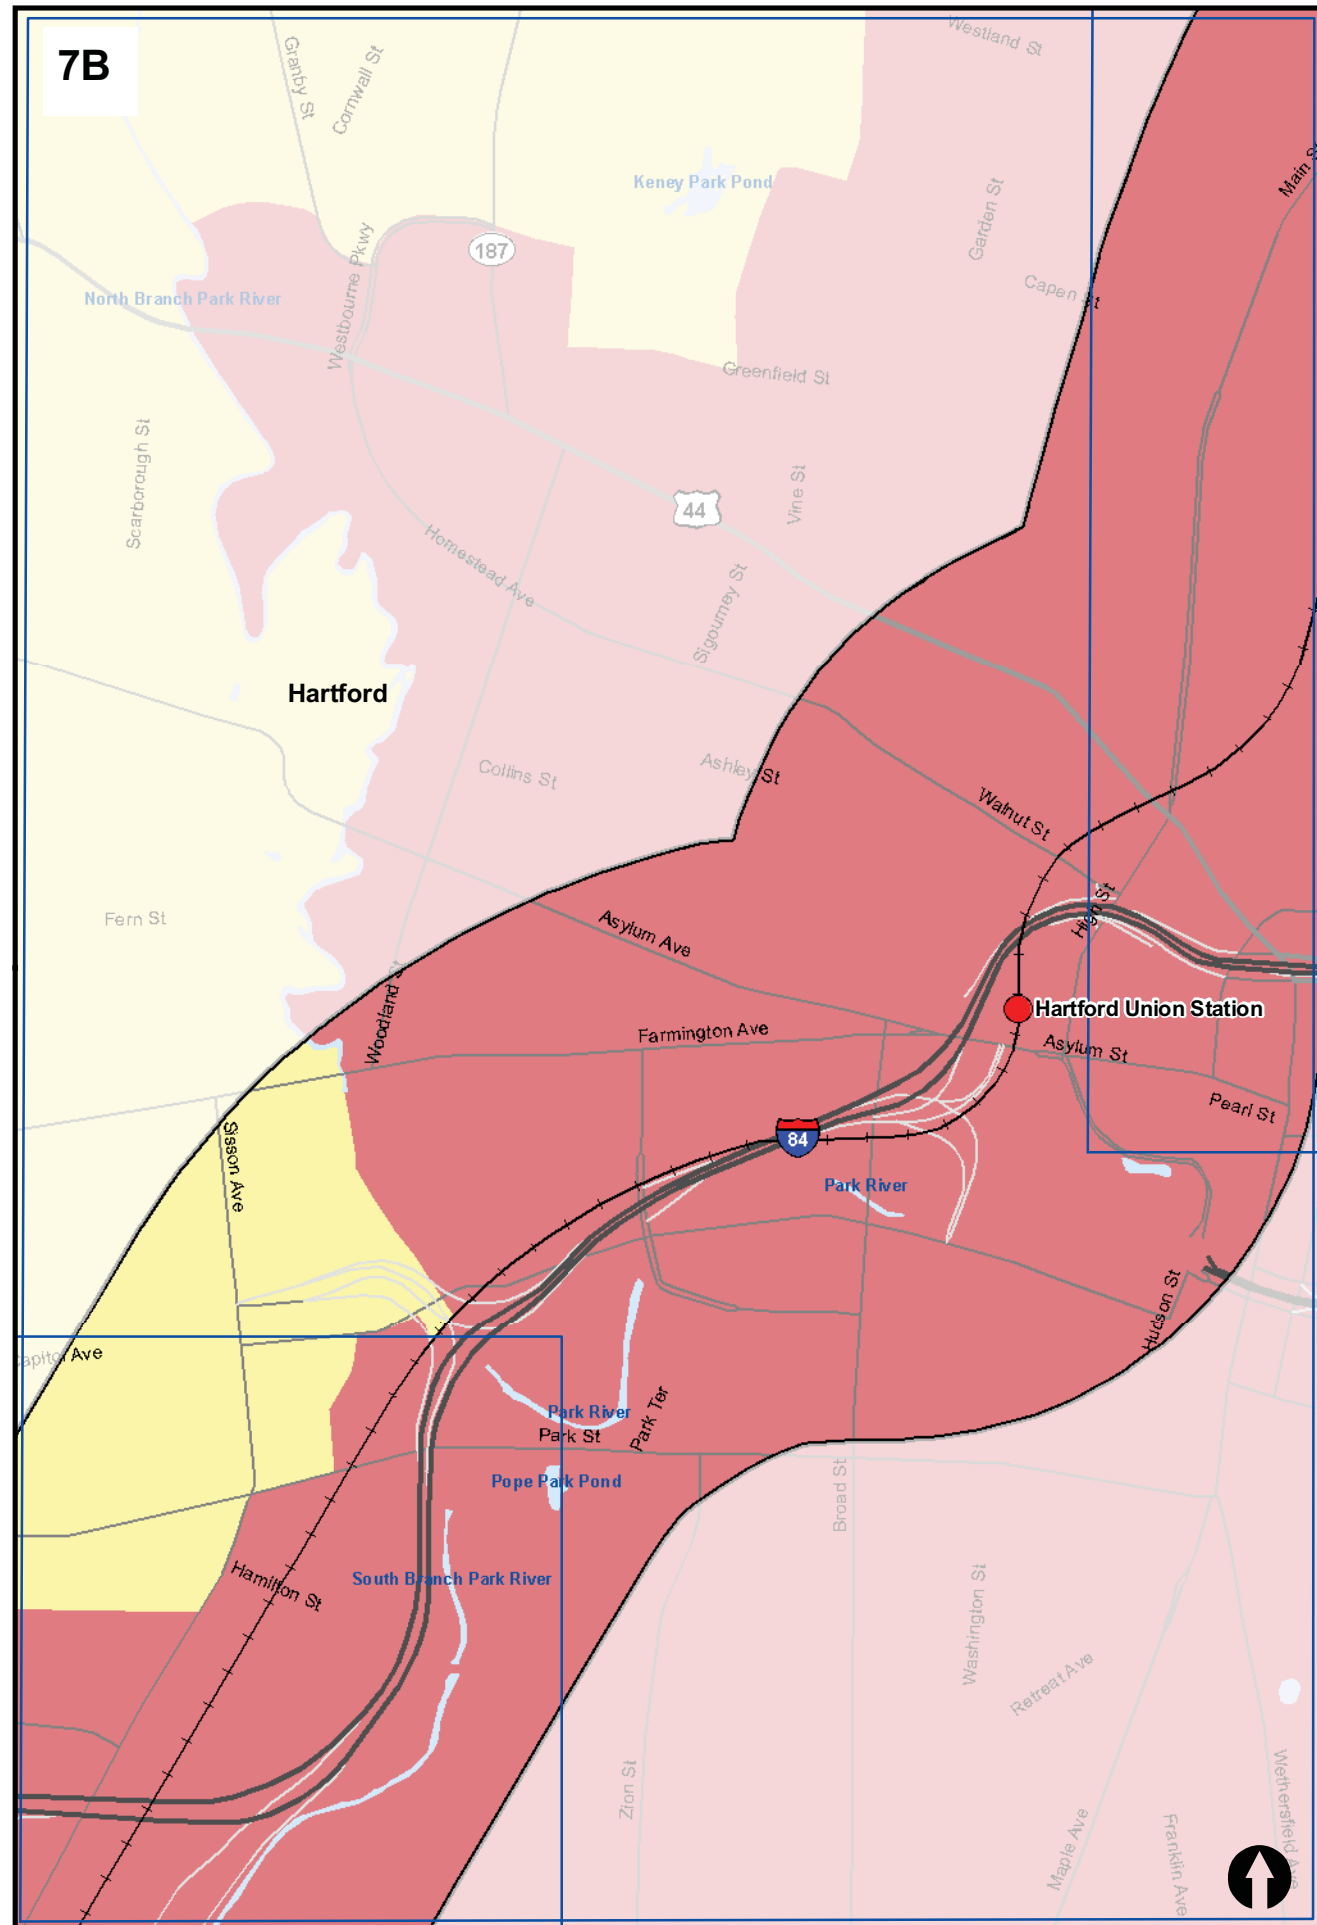 7B
Westland St
Granby St
Cornwall St
Main S
Keney Park Pond
Garden St
187
Westbourne Pkwy
North Branch Park River
Capen St
Greenfield St
Scarborough St
44
Vine St
Homestead Ave
Sigourney St
Hartford
Collins St
Ashley St
Walnut St
Fern St
Asylum Ave
High St
Woodland St
Hartford Union Station
Farmington Ave
Asylum St
Pearl St
Sisson Ave
84
Park River
Hudson St
Capitol Ave
Park River
Park Ter
Park St
Pope Park Pond
Broad St
Hamilton St
South Branch Park River
Washington St
Retreat Ave
Zion St
Wethersfield Ave
Maple Ave
Franklin Ave